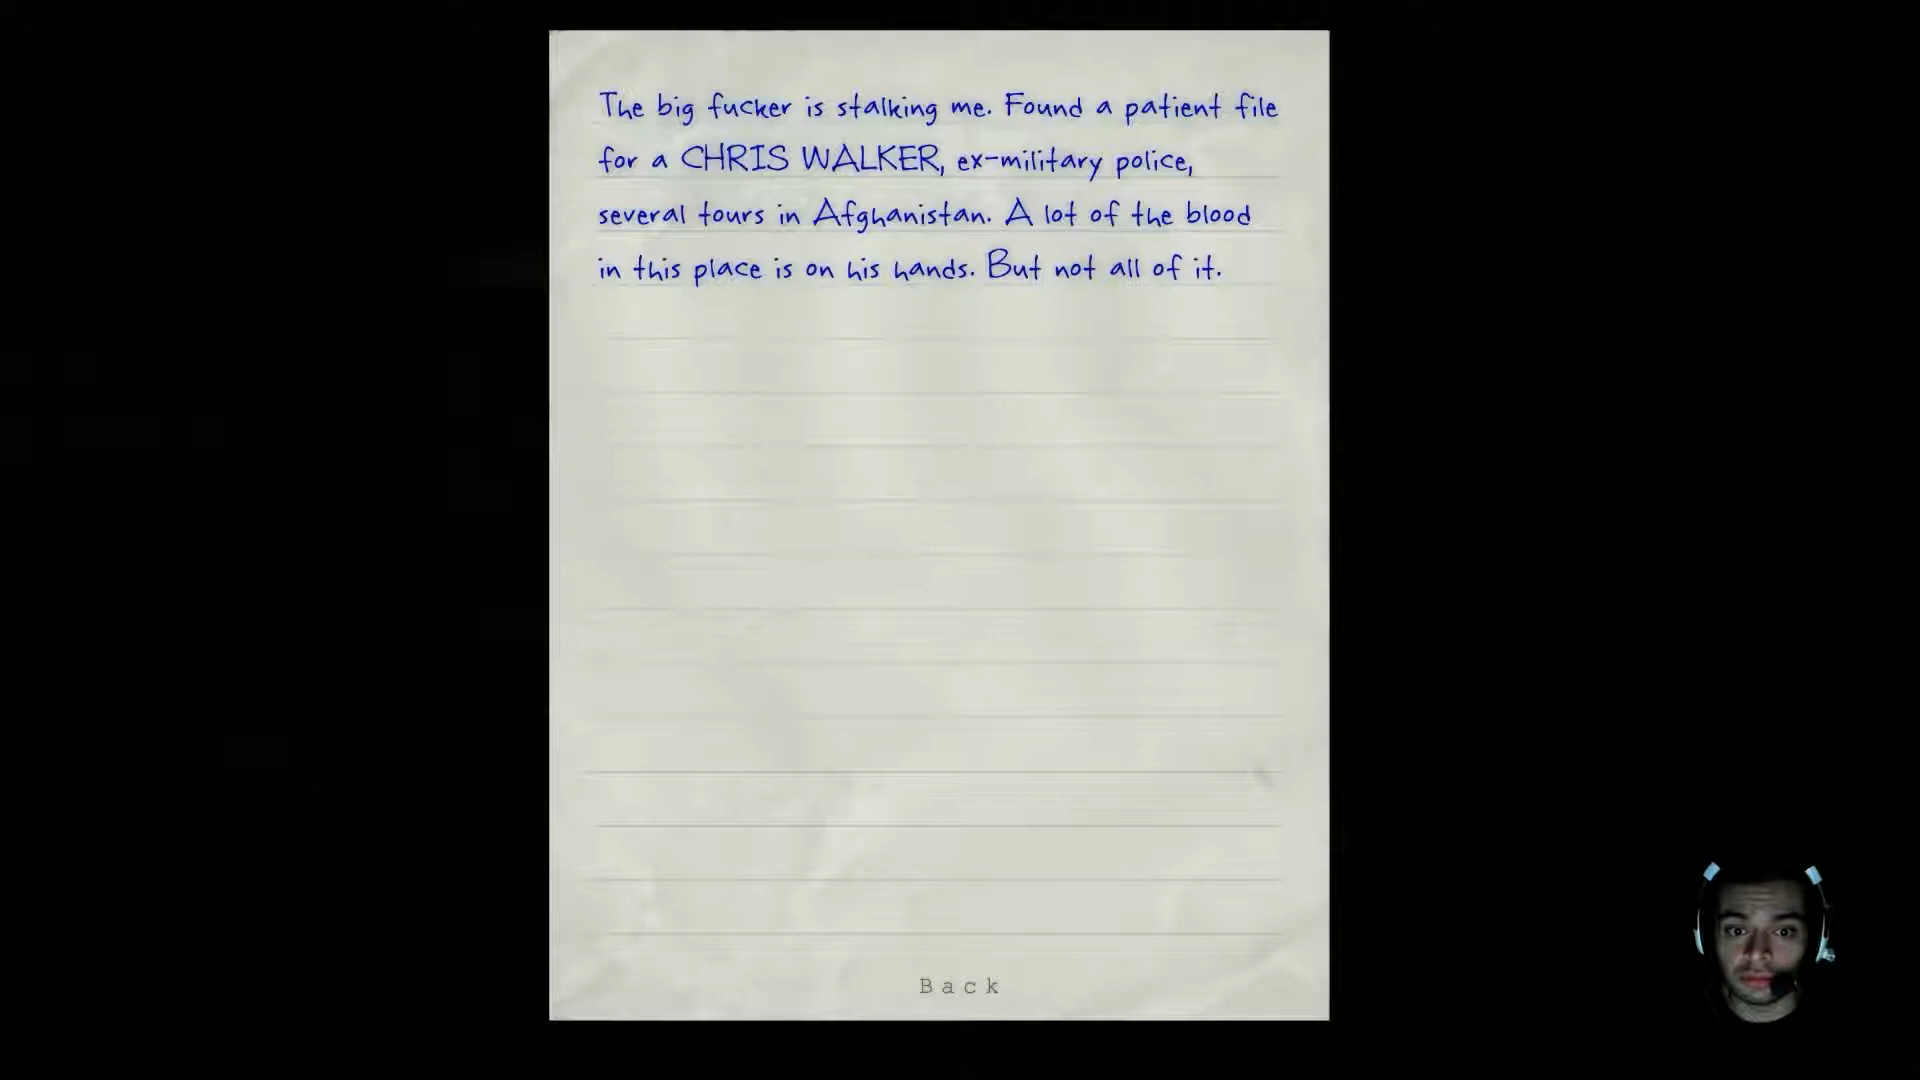 The big fucker is stalking me. Found a patient file
for a CHRIS WALKER, ex-military police,
several tours in Afghanistan. A lot of the blood
in this place is on his hands. But not all of it.
Back